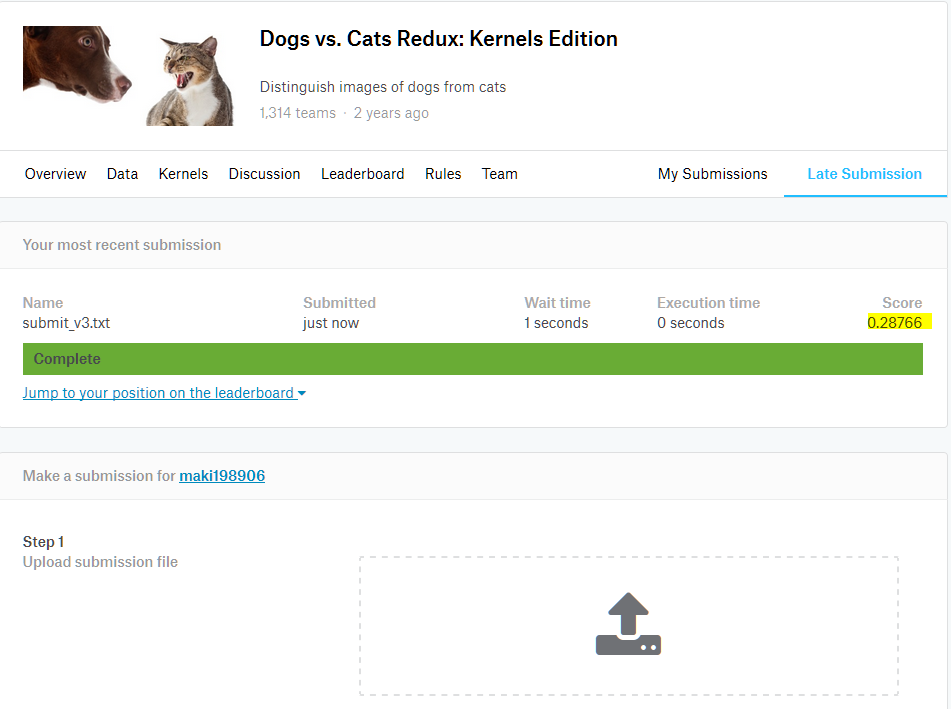 Dogs vs. Cats Redux: Kernels Edition
Distinguish images of dogs from cats
1,314 teams · 2 years ago
Overview Data Kernels Discussion Leaderboard Rules Team My Submissions Late Submission
Your most recent submission
Name Submitted Wait time Execution time Score
submit_v3.txt just now 1 seconds 0 seconds 0.28766
Complete
Jump to your position on the leaderboard
Make a submission for maki198906
Step 1
Upload submission file